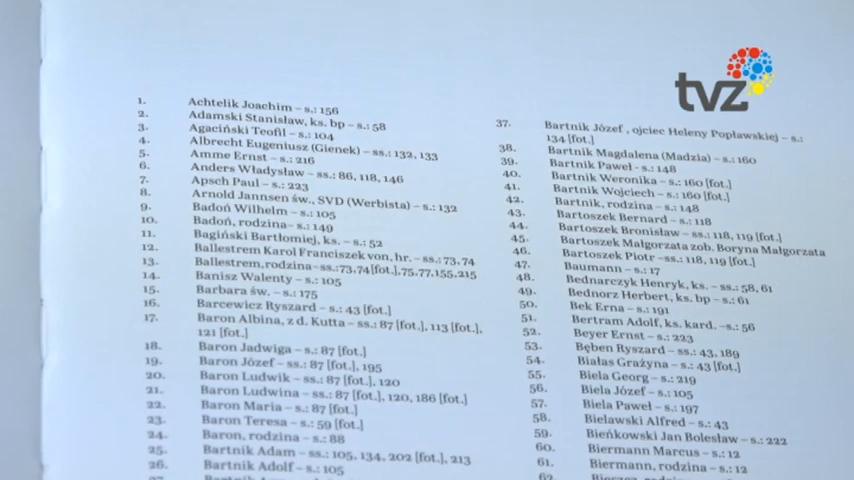 tvz
1. Achtelik Joachim – s.: 156
2. Adamski Stanisław, ks. bp – s.: 58
3. Agaciński Teofil – s.: 104
4. Albrecht Eugeniusz (Gienek) – ss.: 132, 133
5. Amme Ernst – s.: 216
6. Anders Władysław – ss.: 86, 118, 146
7. Apsch Paul – s.: 223
8. Arnold Jannsen św., SVD (Werbista) – s.: 132
9. Badoń Wilhelm – s.: 105
10. Badoń, rodzina– s.: 149
11. Bagiński Bartłomiej, ks. – s.: 52
12. Ballestrem Karol Franciszek von, hr. – ss.: 73, 74
13. Ballestrem,rodzina–ss.:73,74[fot.],75,77,155,215
14. Banisz Walenty – s.: 105
15. Barbara św. – s.: 175
16. Barcewicz Ryszard – s.: 43 [fot.]
17. Baron Albina, z d. Kutta – ss.: 87 [fot.], 113 [fot.],
121 [fot.]
18. Baron Jadwiga – s.: 87 [fot.]
19. Baron Józef – ss.: 87 [fot.], 195
20. Baron Ludwik – ss.: 87 [fot.], 120
21. Baron Ludwina – ss.: 87 [fot.], 120, 186 [fot.]
22. Baron Maria – s.: 87 [fot.]
23. Baron Teresa – s.: 59 [fot.]
24. Baron, rodzina – s.: 88
25. Bartnik Adam – ss.: 105, 134, 202 [fot.], 213
26. Bartnik Adolf – s.: 105
27. Bartnik
37. Bartnik Józef , ojciec Heleny Popławskiej – s.:
134 [fot.]
38. Bartnik Magdalena (Madzia) – s.: 160
39. Bartnik Paweł - s.: 148
40. Bartnik Weronika – s.: 160 [fot.]
41. Bartnik Wojciech – s.: 160 [fot.]
42. Bartnik, rodzina – s.: 148
43. Bartoszek Bernard – s.: 118
44. Bartoszek Bronisław – ss.: 118, 119 [fot.]
45. Bartoszek Małgorzata zob. Boryna Małgorzata
46. Bartoszek Piotr –ss.: 118, 119 [fot.]
47. Baumann – s.: 17
48. Bednarczyk Henryk, ks. – ss.: 58, 61
49. Bednorz Herbert, ks. bp – s.: 61
50. Bek Erna – s.: 191
51. Bertram Adolf, ks. kard. –s.: 56
52. Beyer Ernst – s.: 223
53. Bęben Ryszard – ss.: 43, 189
54. Białas Grażyna – s.: 43 [fot.]
55. Biela Georg – s.: 219
56. Biela Józef – s.: 105
57. Biela Paweł – s.: 197
58. Bielawski Alfred – s.: 43
59. Bieńkowski Jan Bolesław – s.: 222
60. Biermann Marcus – s.: 12
61. Biermann, rodzina – s.: 12
62.